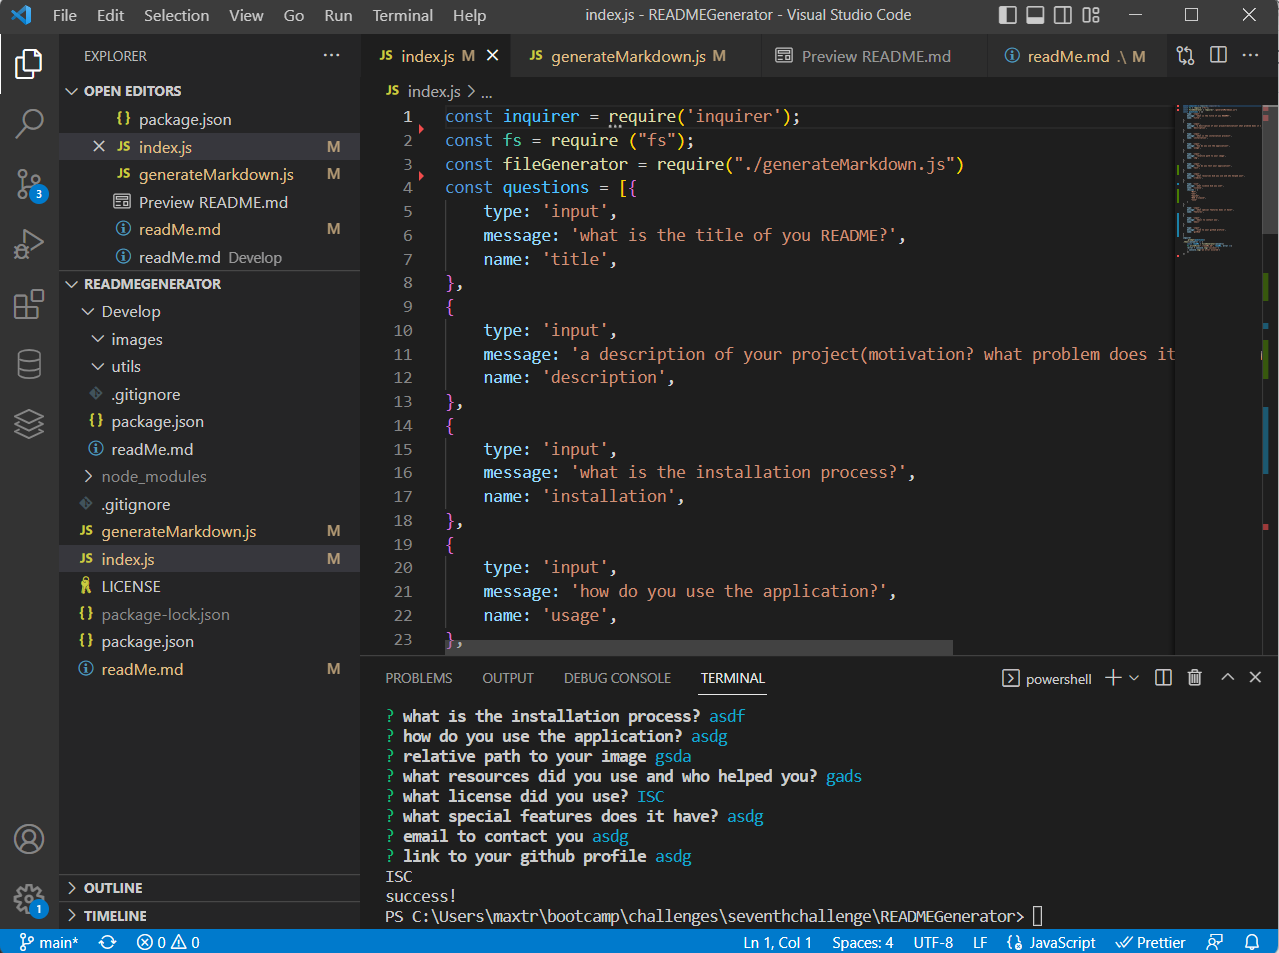 File Edit Selection View Go Run Terminal Help index.js - READMEGenerator - Visual Studio Code
EXPLORER
OPEN EDITORS
package.json
index.js M
generateMarkdown.js M
Preview README.md
readMe.md M
readMe.md Develop
READMEGENERATOR
Develop
images
utils
.gitignore
package.json
readMe.md
node_modules
.gitignore
generateMarkdown.js M
index.js M
LICENSE
package-lock.json
package.json
readMe.md M
OUTLINE
TIMELINE
3
1
index.js M generateMarkdown.js M Preview README.md readMe.md .\ M
index.js > ...
1 const inquirer = require('inquirer');
2 const fs = require ("fs");
3 const fileGenerator = require("./generateMarkdown.js")
4 const questions = [{
5 type: 'input',
6 message: 'what is the title of you README?',
7 name: 'title',
8 },
9 {
10 type: 'input',
11 message: 'a description of your project(motivation? what problem does it
12 name: 'description',
13 },
14 {
15 type: 'input',
16 message: 'what is the installation process?',
17 name: 'installation',
18 },
19 {
20 type: 'input',
21 message: 'how do you use the application?',
22 name: 'usage',
23 },
PROBLEMS OUTPUT DEBUG CONSOLE TERMINAL powershell
? what is the installation process? asdf
? how do you use the application? asdg
? relative path to your image gsda
? what resources did you use and who helped you? gads
? what license did you use? ISC
? what special features does it have? asdg
? email to contact you asdg
? link to your github profile asdg
ISC
success!
PS C:\Users\maxtr\bootcamp\challenges\seventhchallenge\READMEGenerator>
main* 0 0 Ln 1, Col 1 Spaces: 4 UTF-8 LF JavaScript Prettier